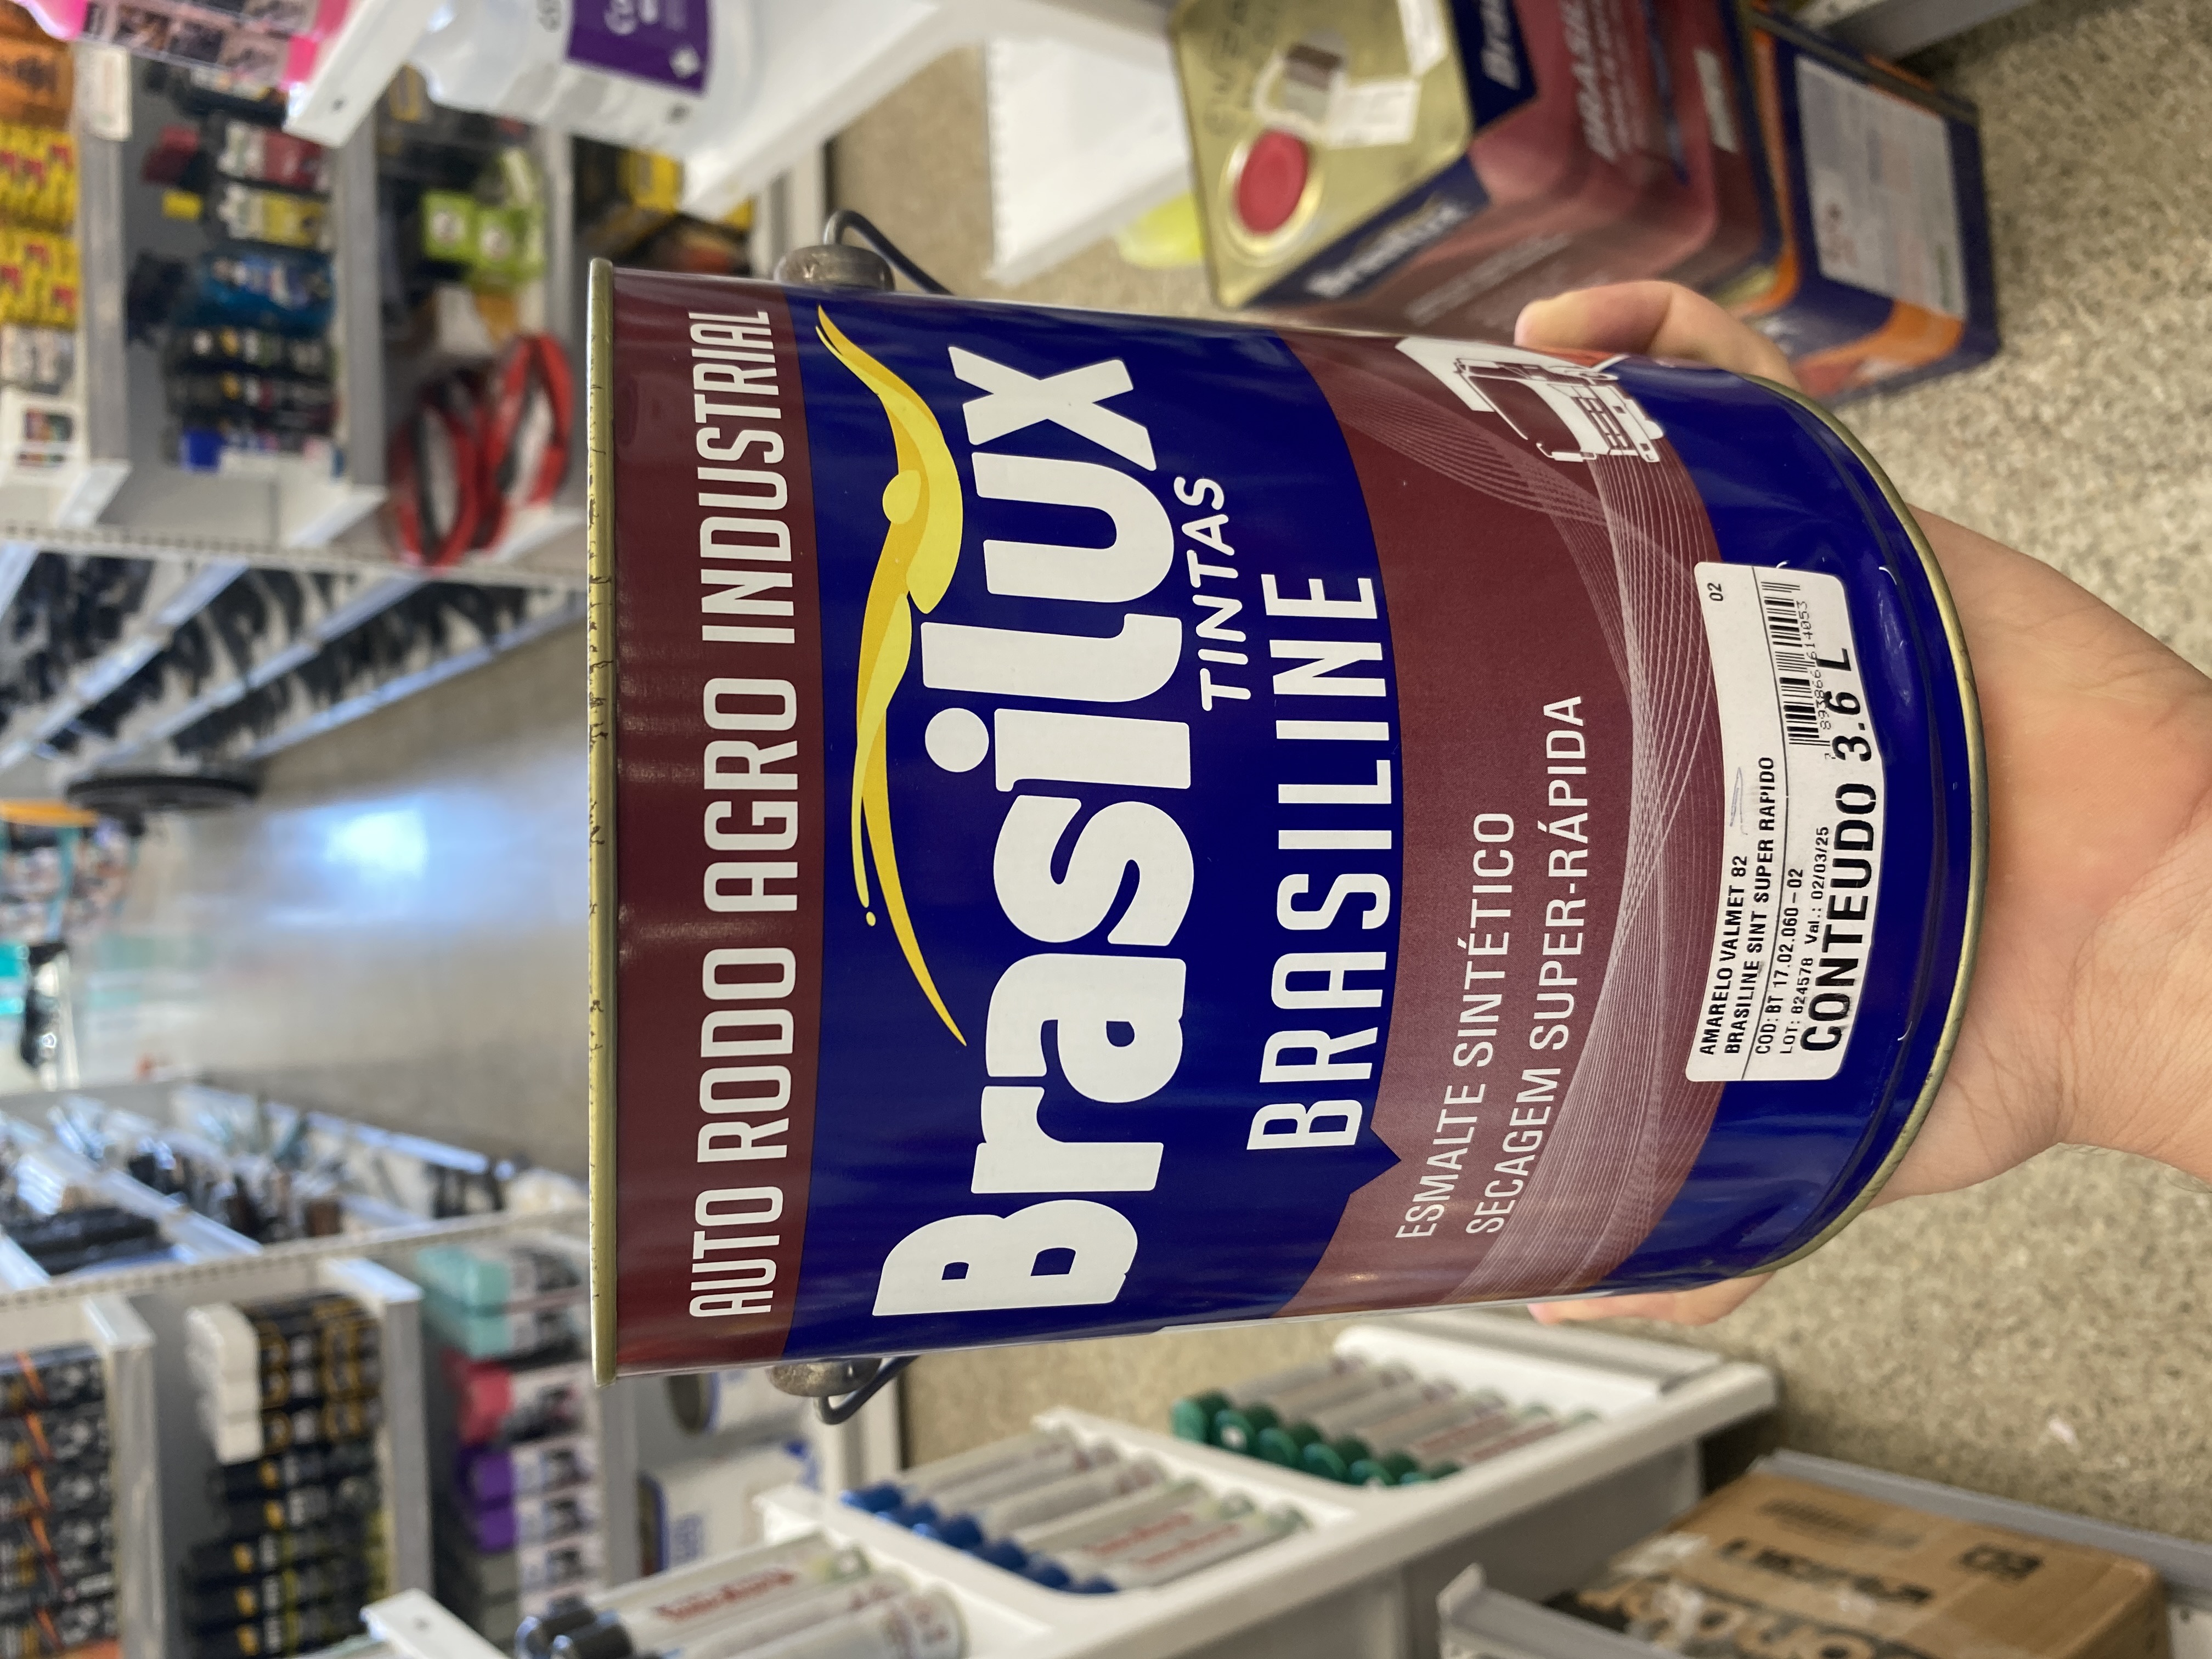 AUTO RODO AGRO INDUSTRIAL
Brasilux
TINTAS
BRASILINE
ESMALTE SINTÉTICO
SECAGEM SUPER-RÁPIDA
AMARELO VALMET 82
02
BRASILINE SINT SUPER RAPIDO
COD: BT 17.02.060-02
LOT: 824578 Val.: 02/03/25
CONTEUDO 3.6 L
Brasilux